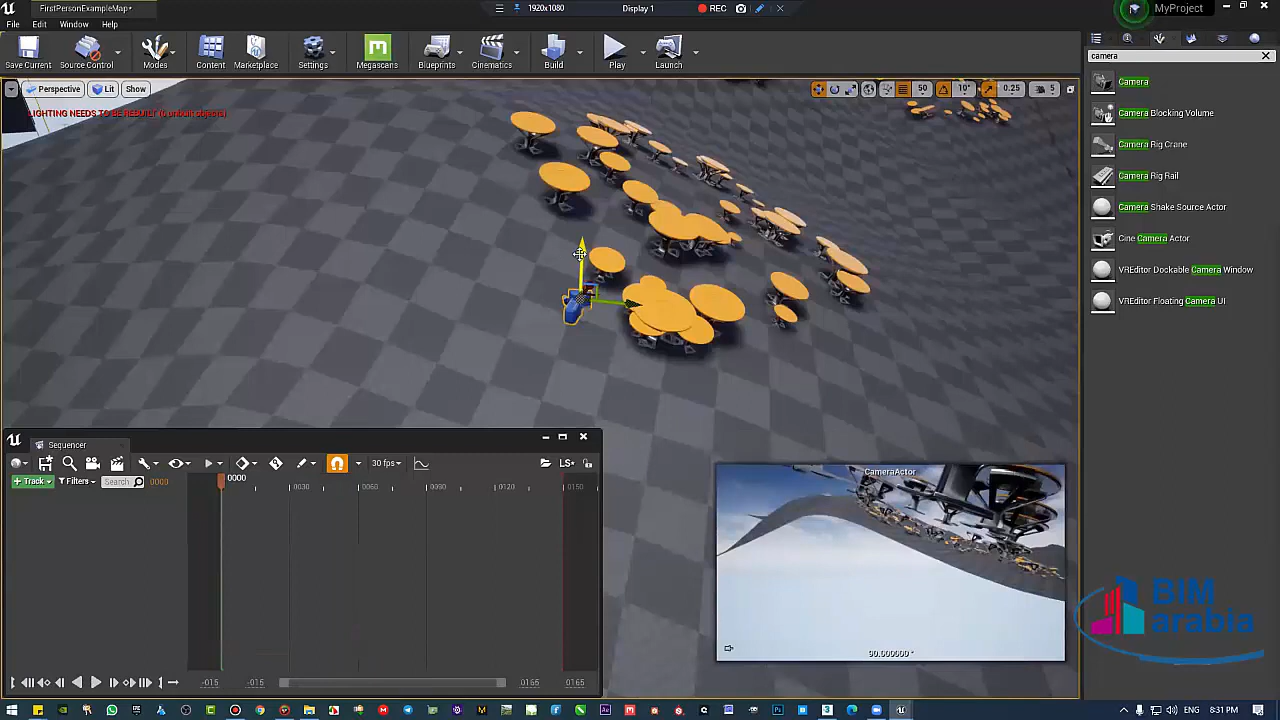 FirstPersonExampleMap*
1920x1080
Display 1
REC
MyProject
File
Edit
Window
Help
Save Current
Source Control
Modes
Content
Marketplace
Settings
Megascans
Blueprints
Cinematics
Build
Play
Launch
camera
Perspective
Lit
Show
50
10°
0.25
5
LIGHTING NEEDS TO BE REBUILT
Camera
Camera Blocking Volume
Camera Rig Crane
Camera Rig Rail
Camera Shake Source Actor
Cine Camera Actor
VREditor Dockable Camera Window
VREditor Floating Camera UI
Sequencer
30 fps
LS*
+ Track
Filters
Search
0000
0000
0030
0060
0090
0120
0150
CameraActor
90.000000 °
-015
-015
0165
0165
BIM
arabia
ENG
8:31 PM